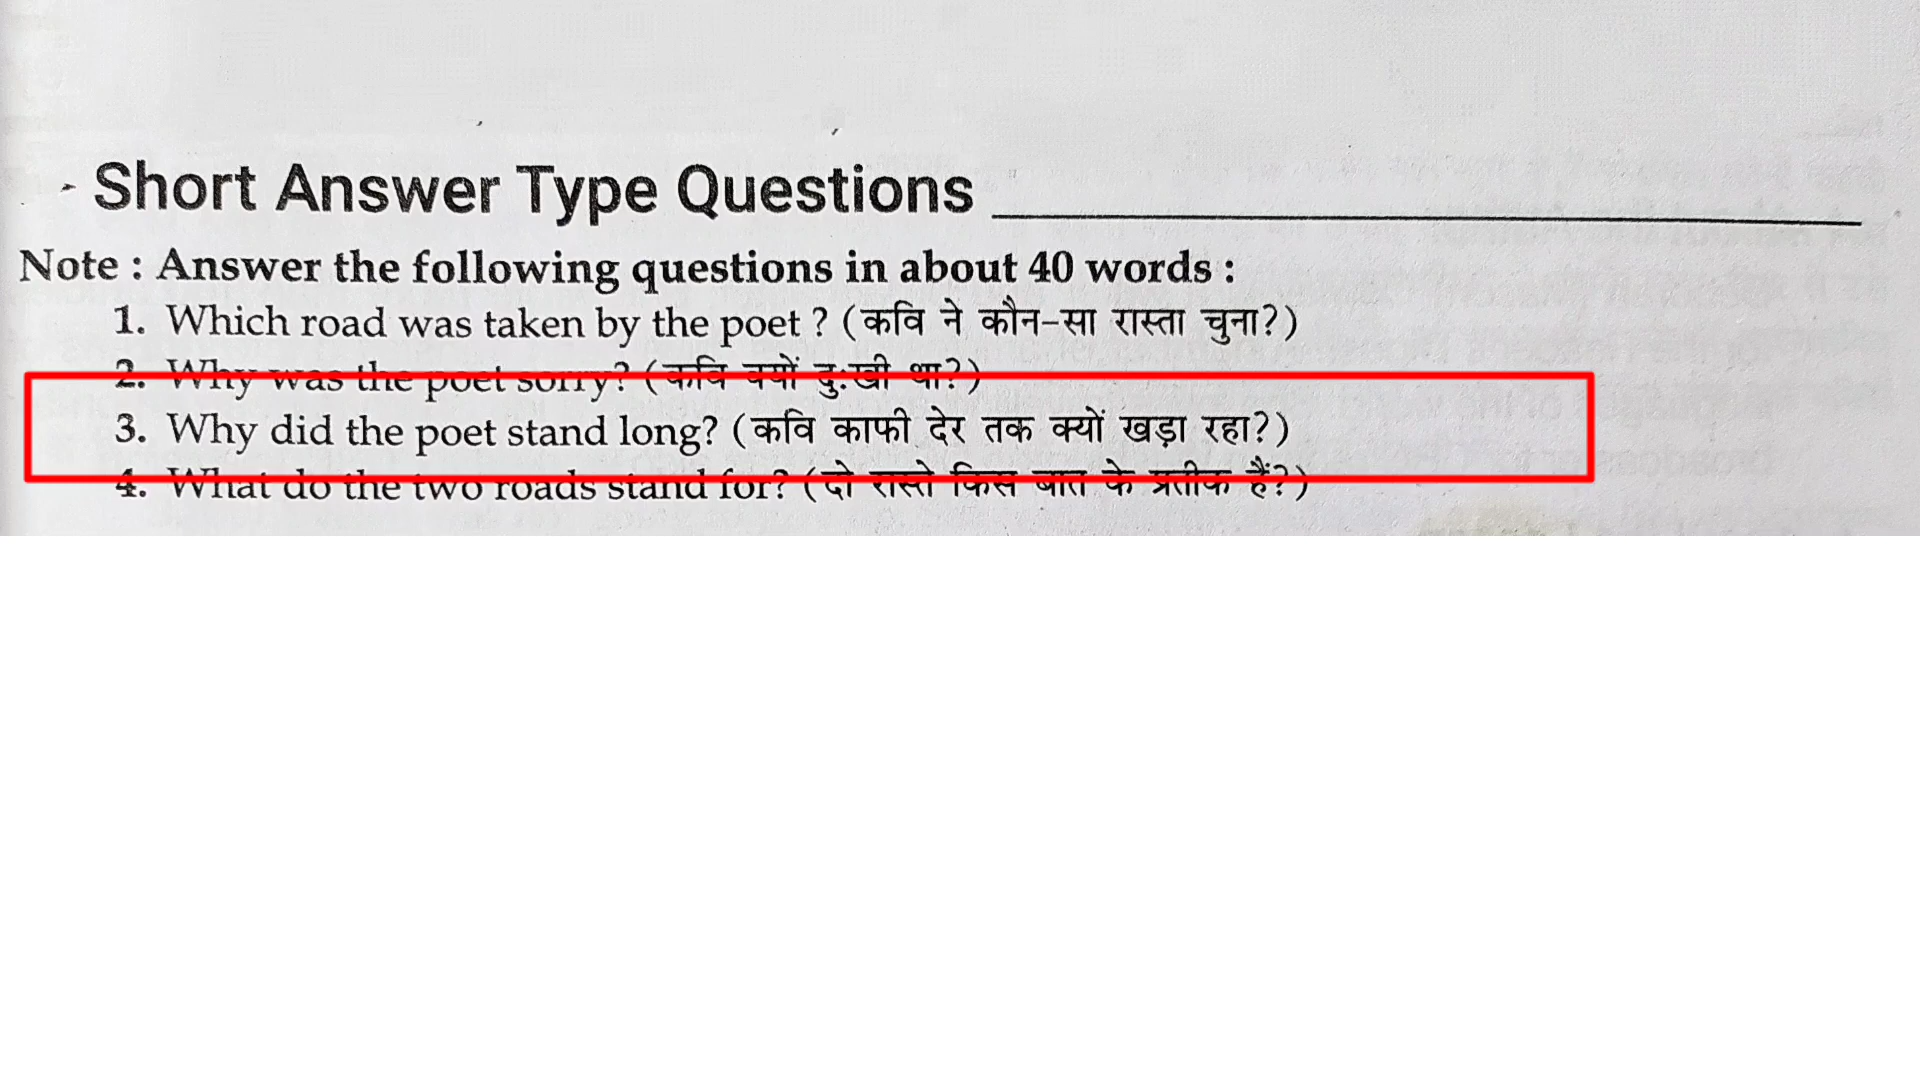 Short Answer Type Questions
Note : Answer the following questions in about 40 words :
1. Which road was taken by the poet ? (कवि ने कौन-सा रास्ता चुना?)
2. Why was the poet sorry? (कवि क्यों दुःखी था?)
3. Why did the poet stand long? (कवि काफी देर तक क्यों खड़ा रहा?)
4. What do the two roads stand for? (दो रास्ते किस बात के प्रतीक हैं?)